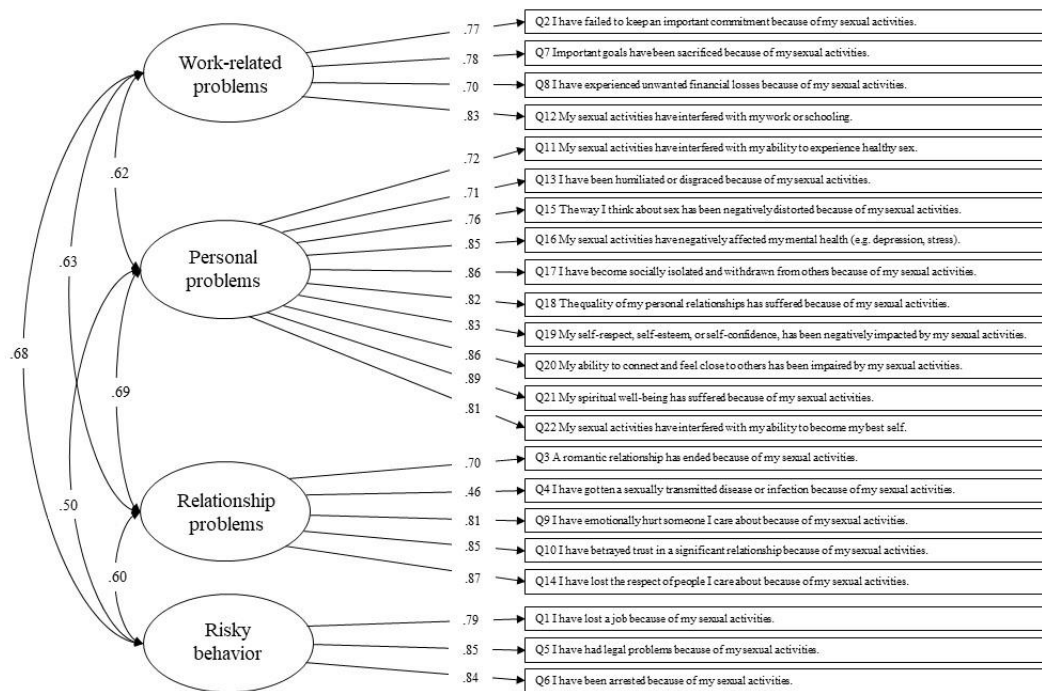 Work-related
problems
Personal
problems
Relationship
problems
Risky
behavior
.62
.63
.68
.69
.50
.60
.77
.78
.70
.83
.72
.71
.76
.85
.86
.82
.83
.86
.89
.81
.70
.46
.81
.85
.87
.79
.85
.84
Q2 I have failed to keep an important commitment because of my sexual activities.
Q7 Important goals have been sacrificed because of my sexual activities.
Q8 I have experienced unwanted financial losses because of my sexual activities.
Q12 My sexual activities have interfered with my work or schooling.
Q11 My sexual activities have interfered with my ability to experience healthy sex.
Q13 I have been humiliated or disgraced because of my sexual activities.
Q15 The way I think about sex has been negatively distorted because of my sexual activities.
Q16 My sexual activities have negatively affected my mental health (e.g. depression, stress).
Q17 I have become socially isolated and withdrawn from others because of my sexual activities.
Q18 The quality of my personal relationships has suffered because of my sexual activities.
Q19 My self-respect, self-esteem, or self-confidence, has been negatively impacted by my sexual activities.
Q20 My ability to connect and feel close to others has been impaired by my sexual activities.
Q21 My spiritual well-being has suffered because of my sexual activities.
Q22 My sexual activities have interfered with my ability to become my best self.
Q3 A romantic relationship has ended because of my sexual activities.
Q4 I have gotten a sexually transmitted disease or infection because of my sexual activities.
Q9 I have emotionally hurt someone I care about because of my sexual activities.
Q10 I have betrayed trust in a significant relationship because of my sexual activities.
Q14 I have lost the respect of people I care about because of my sexual activities.
Q1 I have lost a job because of my sexual activities.
Q5 I have had legal problems because of my sexual activities.
Q6 I have been arrested because of my sexual activities.